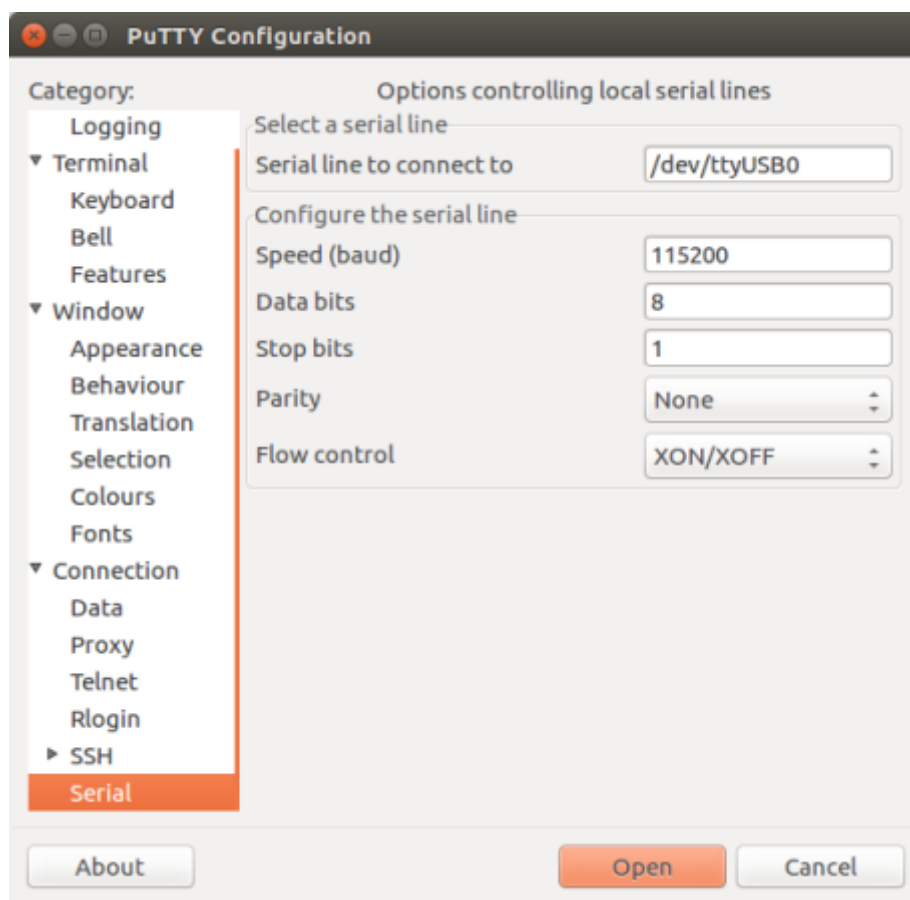 PuTTY Configuration
Category:
Logging
Terminal
Keyboard
Bell
Features
Window
Appearance
Behaviour
Translation
Selection
Colours
Fonts
Connection
Data
Proxy
Telnet
Rlogin
SSH
Serial
Options controlling local serial lines
Select a serial line
Serial line to connect to /dev/ttyUSB0
Configure the serial line
Speed (baud) 115200
Data bits 8
Stop bits 1
Parity None
Flow control XON/XOFF
About Open Cancel